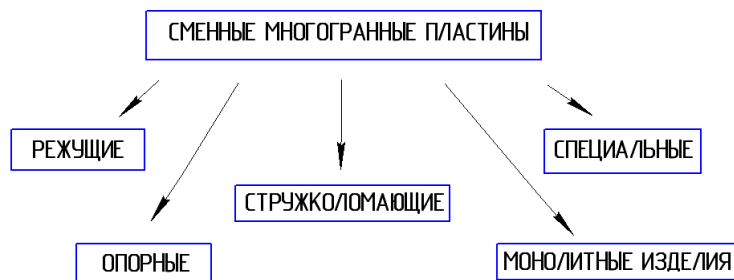 СМЕННЫЕ МНОГОГРАННЫЕ ПЛАСТИНЫ
РЕЖУЩИЕ
СПЕЦИАЛЬНЫЕ
СТРУЖКОЛОМАЮЩИЕ
ОПОРНЫЕ
МОНОЛИТНЫЕ ИЗДЕЛИЯ